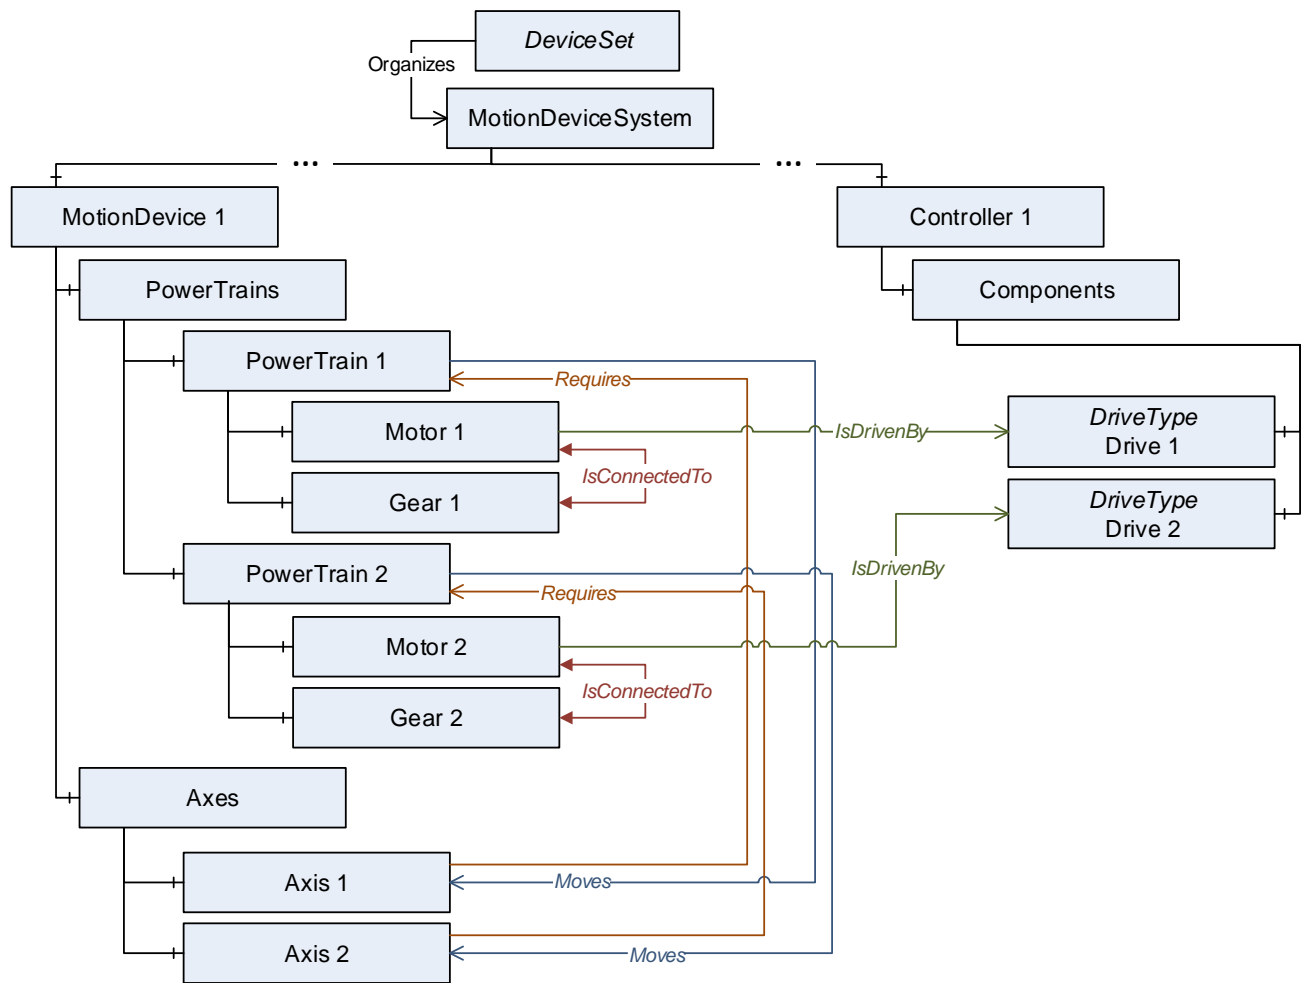 DeviceSet
Organizes
MotionDeviceSystem
...
...
MotionDevice 1
Controller 1
PowerTrains
Components
PowerTrain 1
Requires
Motor 1
IsDrivenBy
DriveType
Drive 1
IsConnectedTo
Gear 1
DriveType
Drive 2
PowerTrain 2
IsDrivenBy
Requires
Motor 2
IsConnectedTo
Gear 2
Axes
Axis 1
Moves
Axis 2
Moves